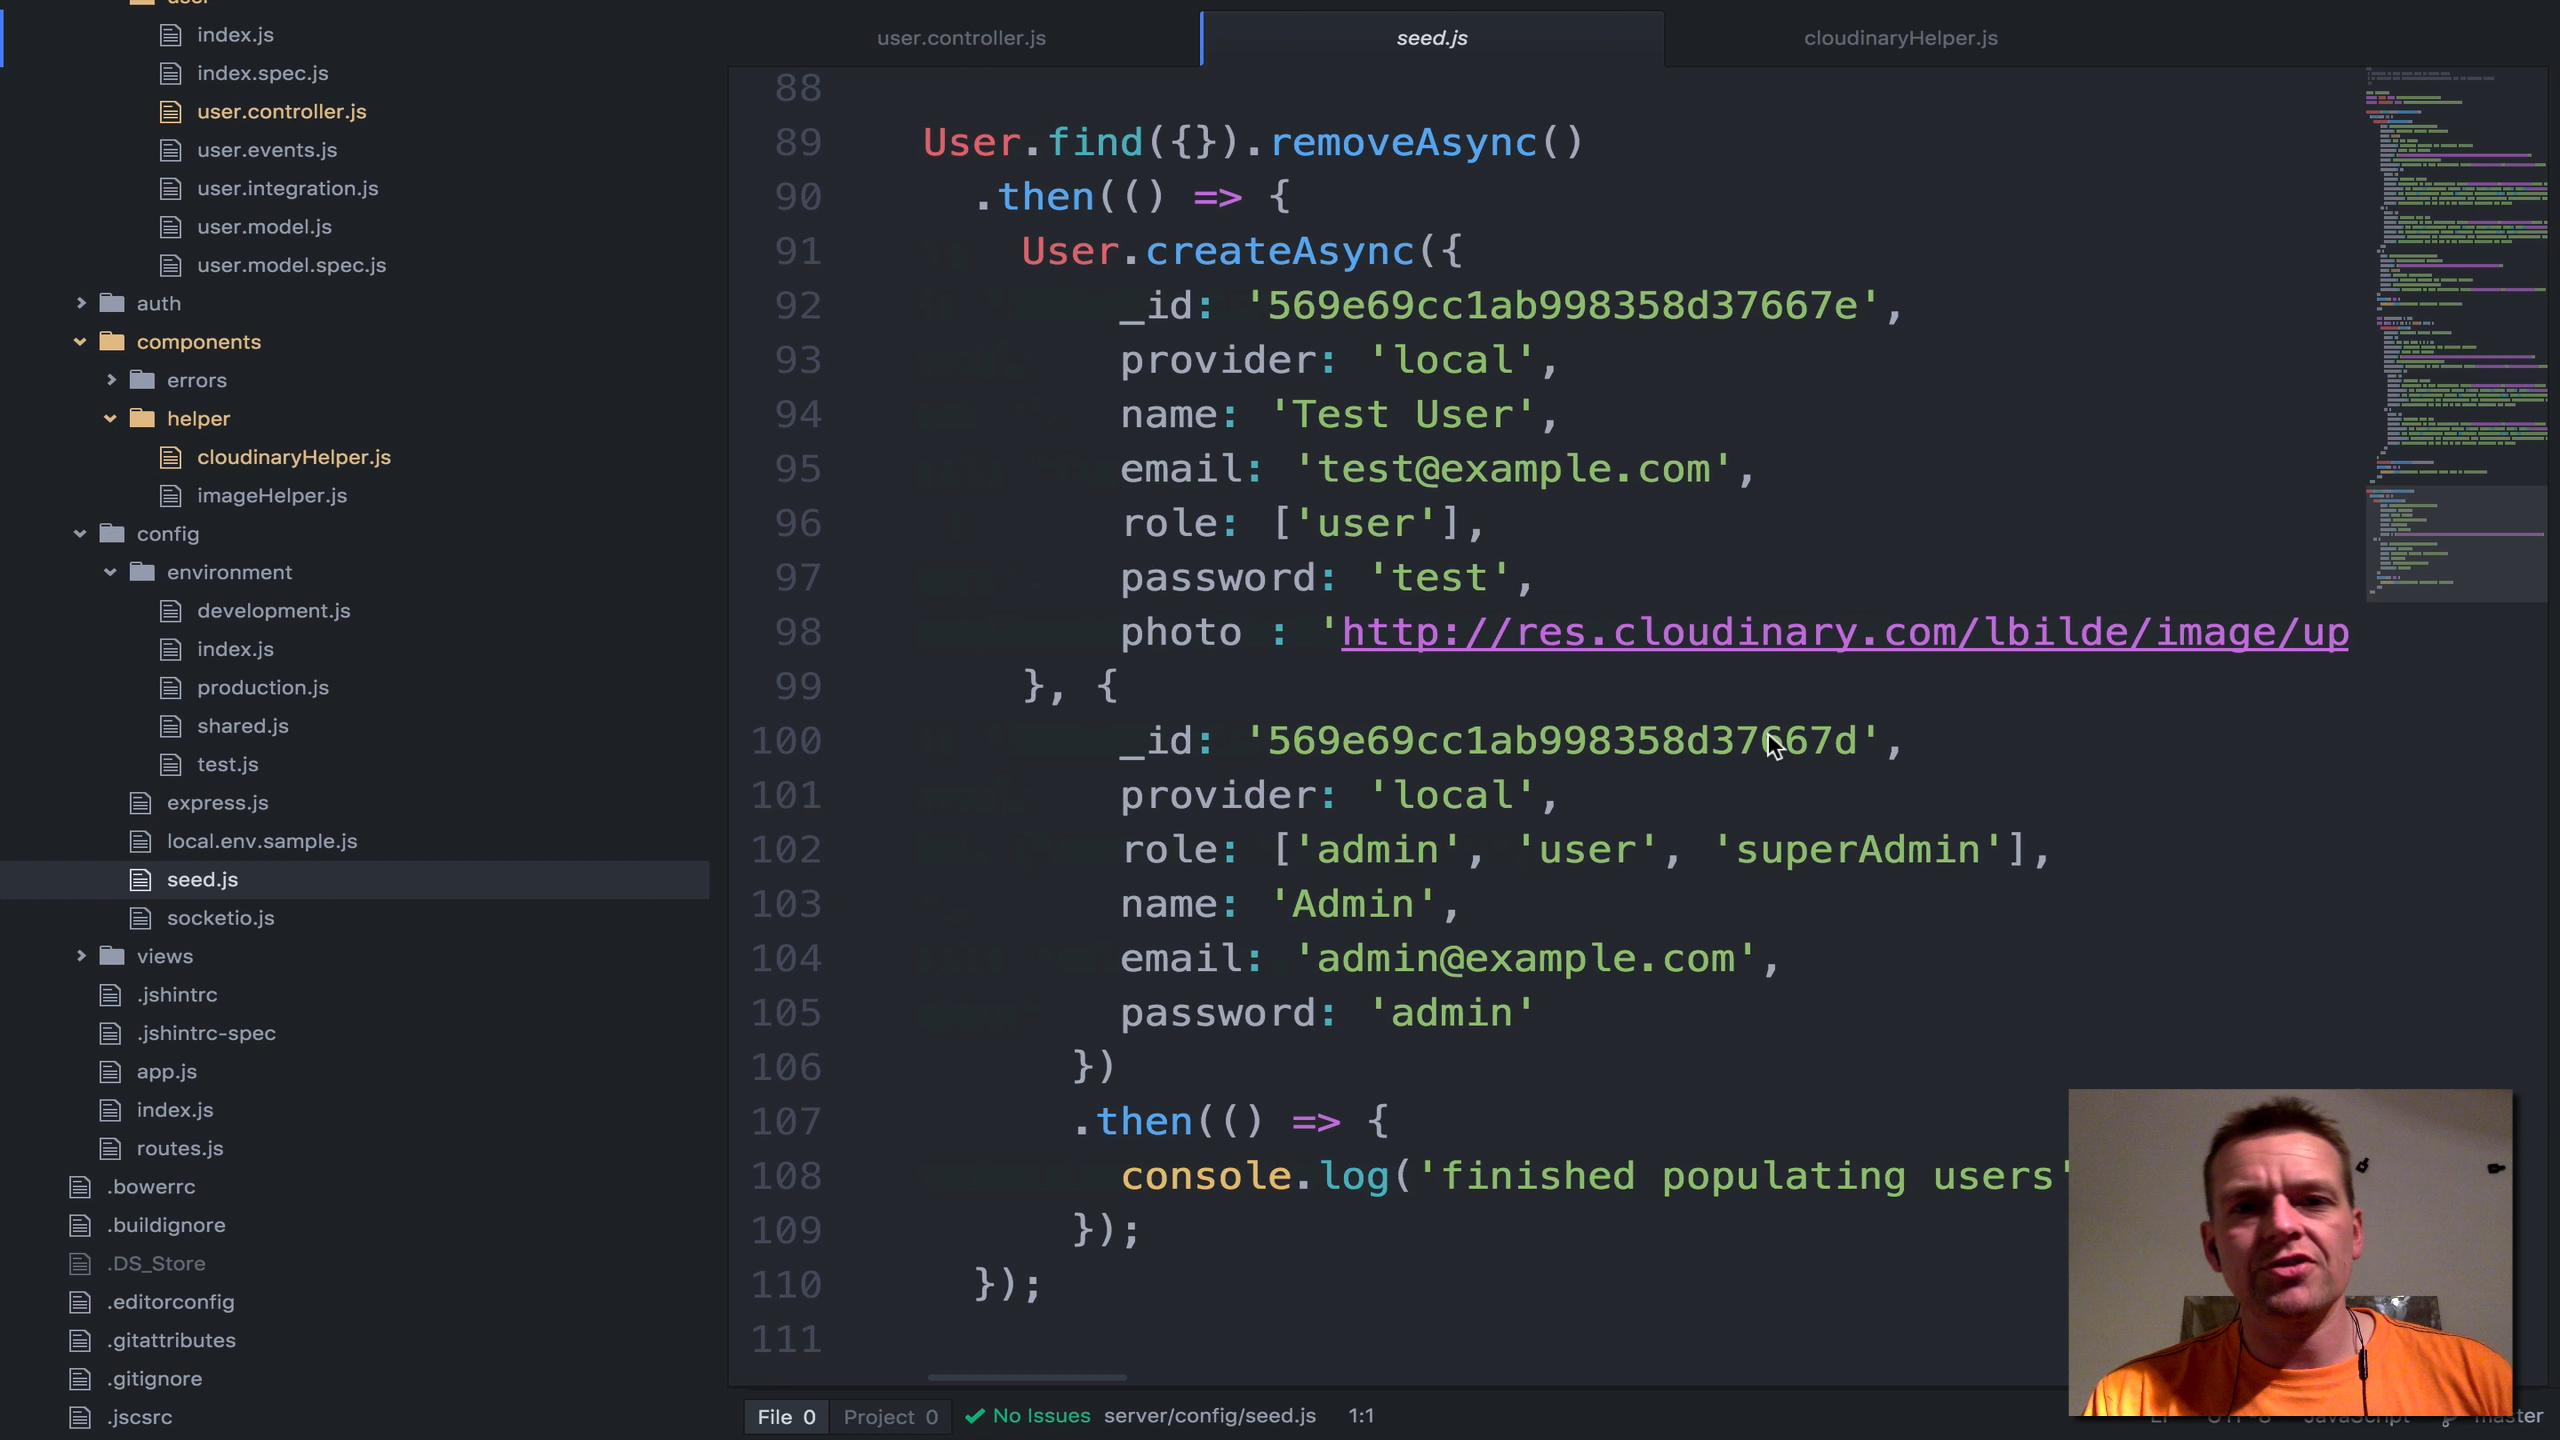 user
index.js
index.spec.js
user.controller.js
user.events.js
user.integration.js
user.model.js
user.model.spec.js
auth
components
errors
helper
cloudinaryHelper.js
imageHelper.js
config
environment
development.js
index.js
production.js
shared.js
test.js
express.js
local.env.sample.js
seed.js
socketio.js
views
.jshintrc
.jshintrc-spec
app.js
index.js
routes.js
.bowerrc
.buildignore
.DS_Store
.editorconfig
.gitattributes
.gitignore
.jscsrc
user.controller.js seed.js cloudinaryHelper.js
88
89 User.find({}).removeAsync()
90 .then(() => {
91 User.createAsync({
92 _id: '569e69cc1ab998358d37667e',
93 provider: 'local',
94 name: 'Test User',
95 email: 'test@example.com',
96 role: ['user'],
97 password: 'test',
98 photo : 'http://res.cloudinary.com/lbilde/image/up
99 }, {
100 _id: '569e69cc1ab998358d37667d',
101 provider: 'local',
102 role: ['admin', 'user', 'superAdmin'],
103 name: 'Admin',
104 email: 'admin@example.com',
105 password: 'admin'
106 })
107 .then(() => {
108 console.log('finished populating users'
109 });
110 });
111
File 0 Project 0 No Issues server/config/seed.js 1:1 LF UTF-8 JavaScript master